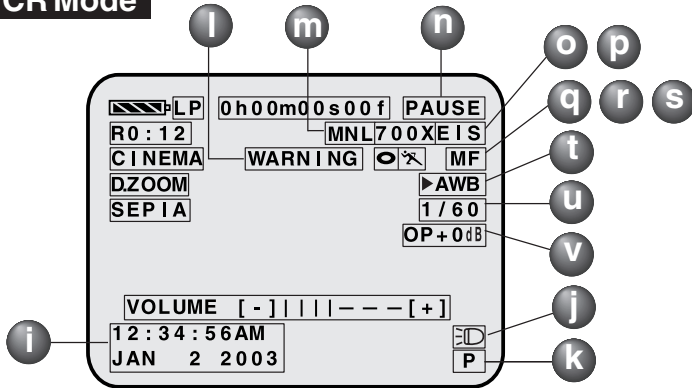 CR Mode
l m n
o p
LP 0h00m00s00f PAUSE
q r s
R0:12 MNL 700X EIS
CINEMA WARNING MF
t
D.ZOOM ▶AWB
u
SEPIA 1/60
OP+0dB
v
VOLUME [-]||||–––[+]
j
i
12:34:56AM
JAN 2 2003 P
k